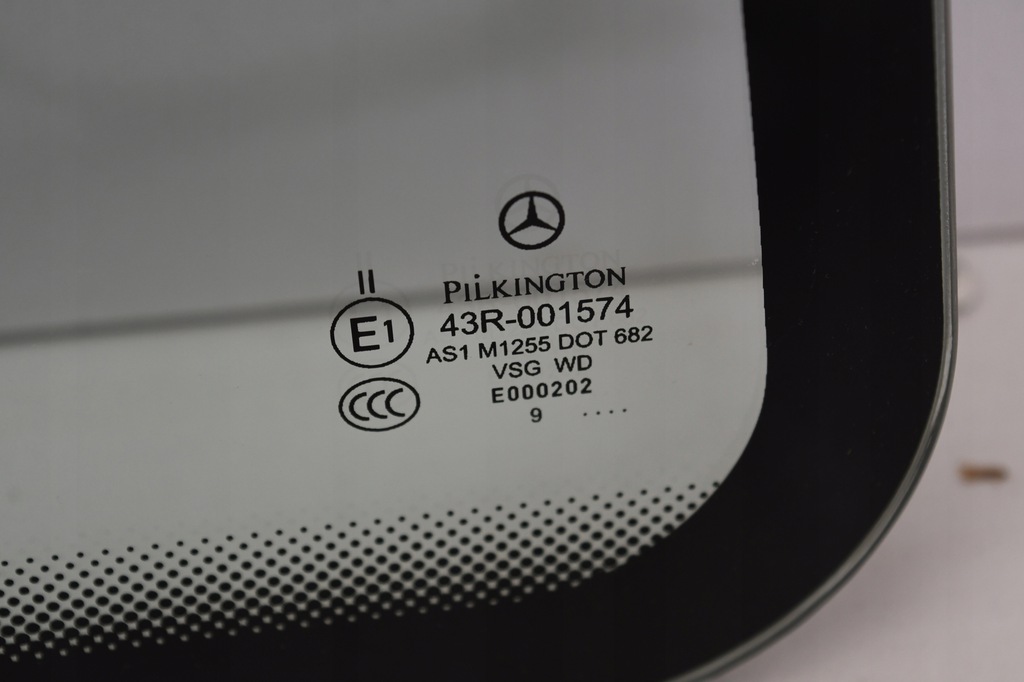 II
E1
CCC
PILKINGTON
43R-001574
AS1 M1255 DOT 682
VSG WD
E000202
9 ....